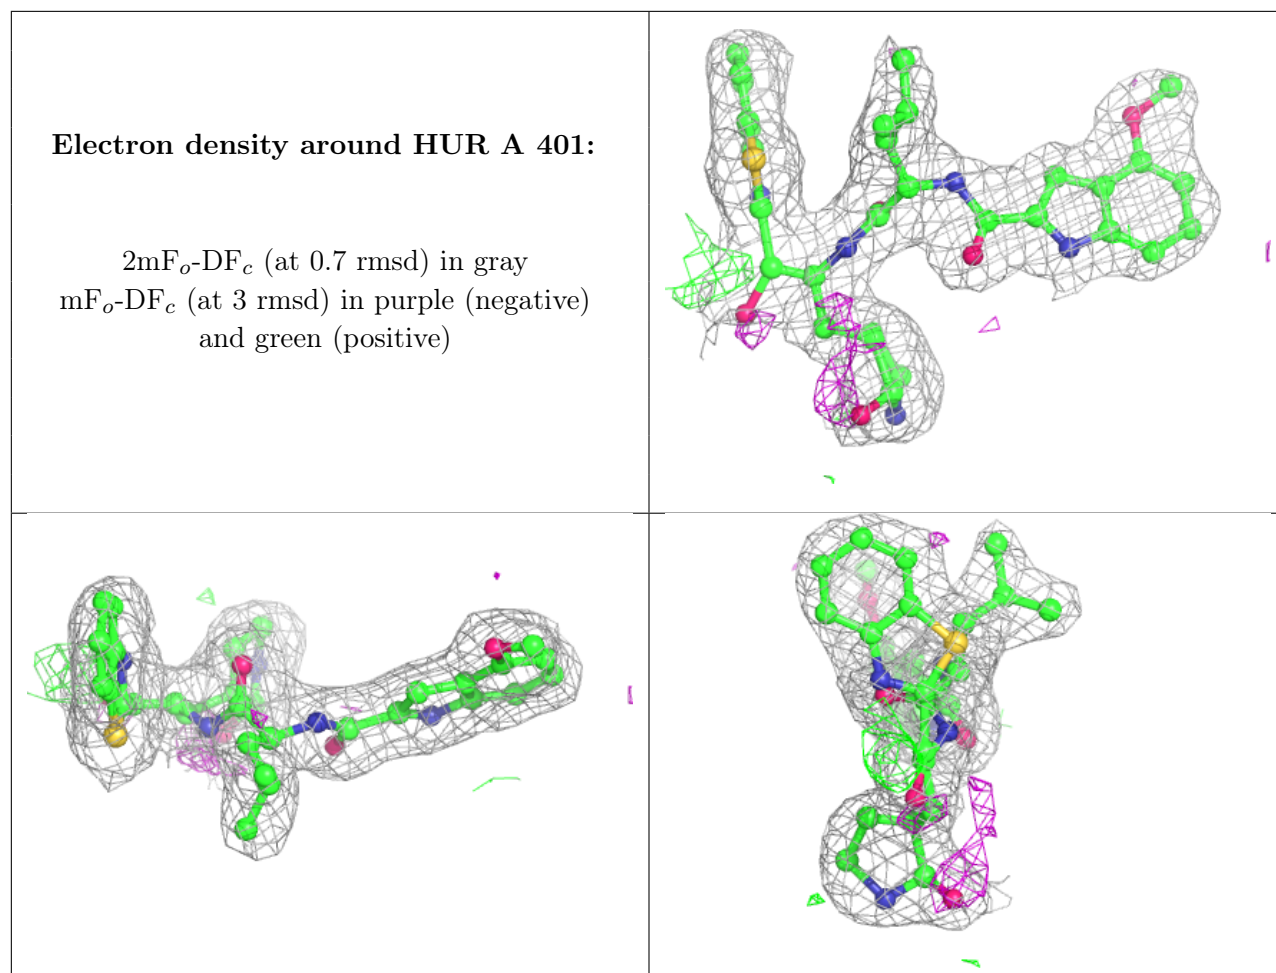 Electron density around HUR A 401:
2mFo-DFc (at 0.7 rmsd) in gray
mFo-DFc (at 3 rmsd) in purple (negative)
and green (positive)